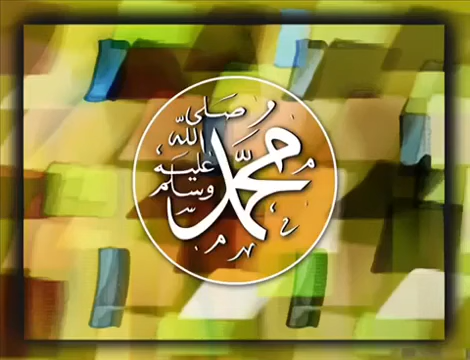 محمد
صلى
الله
عليه
وسلم